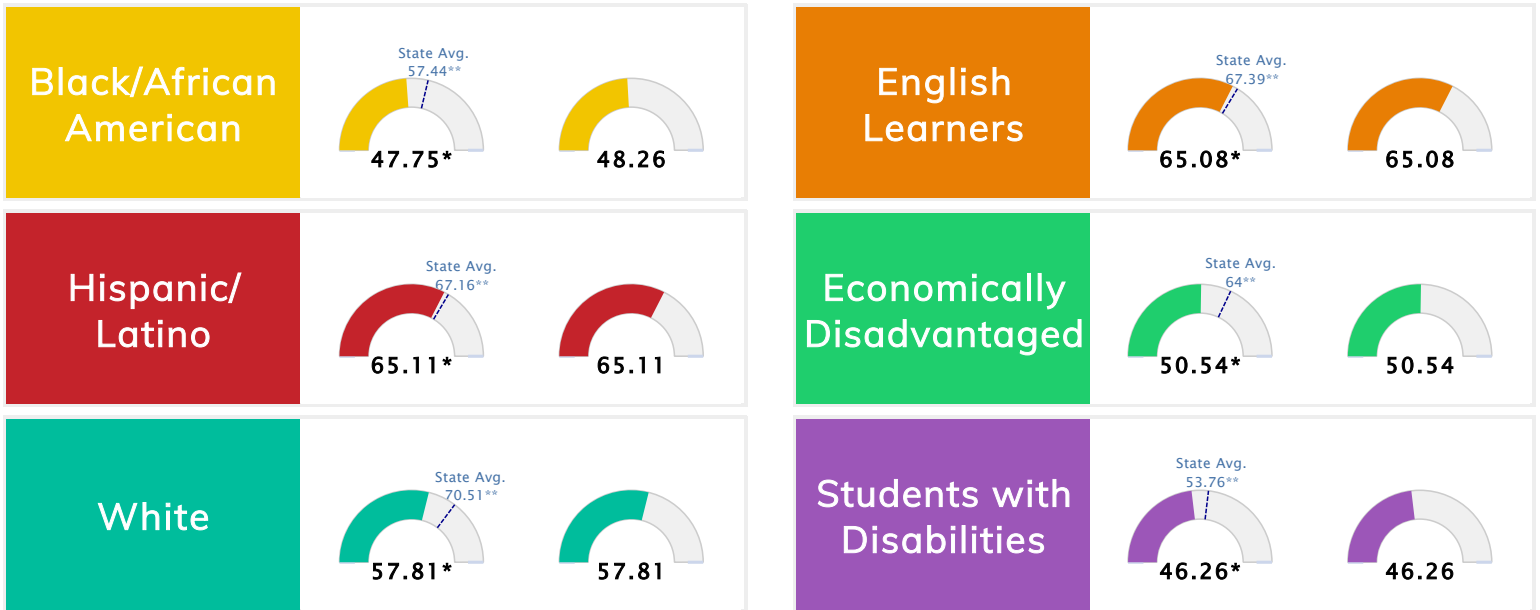 Black/African
American
State Avg.
57.44**
47.75*
48.26
English
Learners
State Avg.
67.39**
65.08*
65.08
Hispanic/
Latino
State Avg.
67.16**
65.11*
65.11
Economically
Disadvantaged
State Avg.
64**
50.54*
50.54
White
State Avg.
70.51**
57.81*
57.81
Students with
Disabilities
State Avg.
53.76**
46.26*
46.26